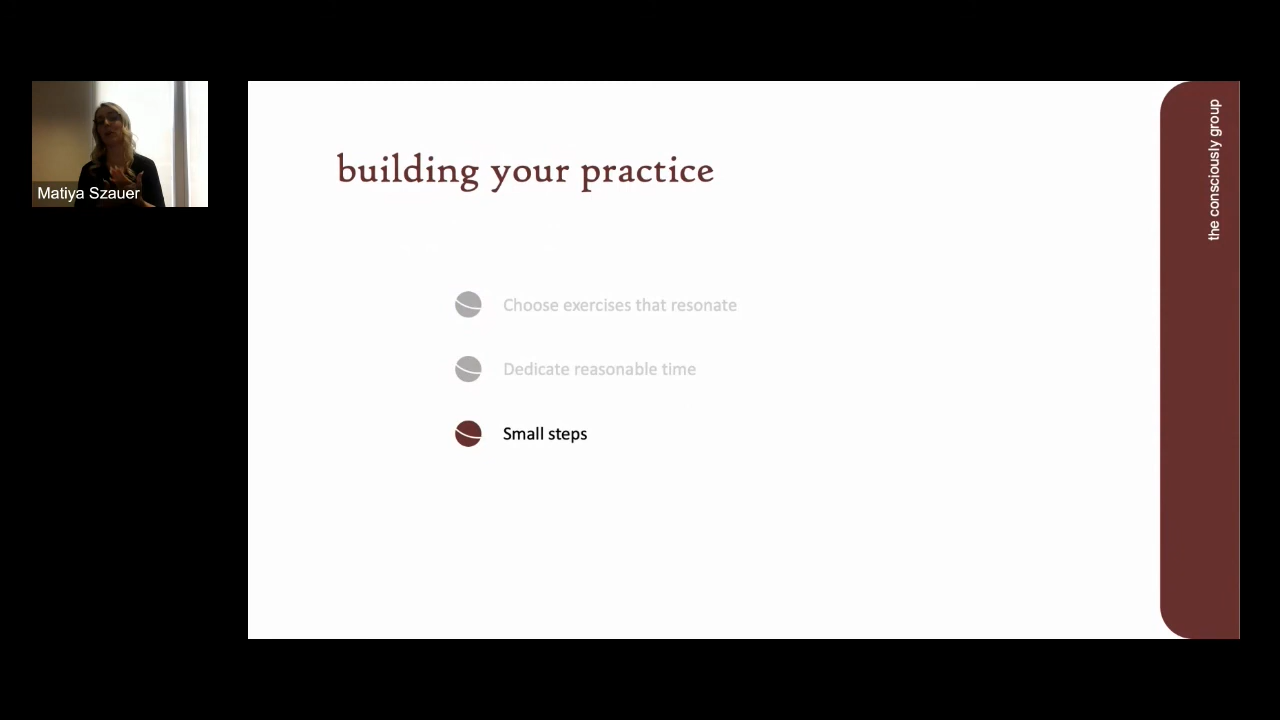 Matiya Szauer
building your practice
Choose exercises that resonate
Dedicate reasonable time
Small steps
the consciously group